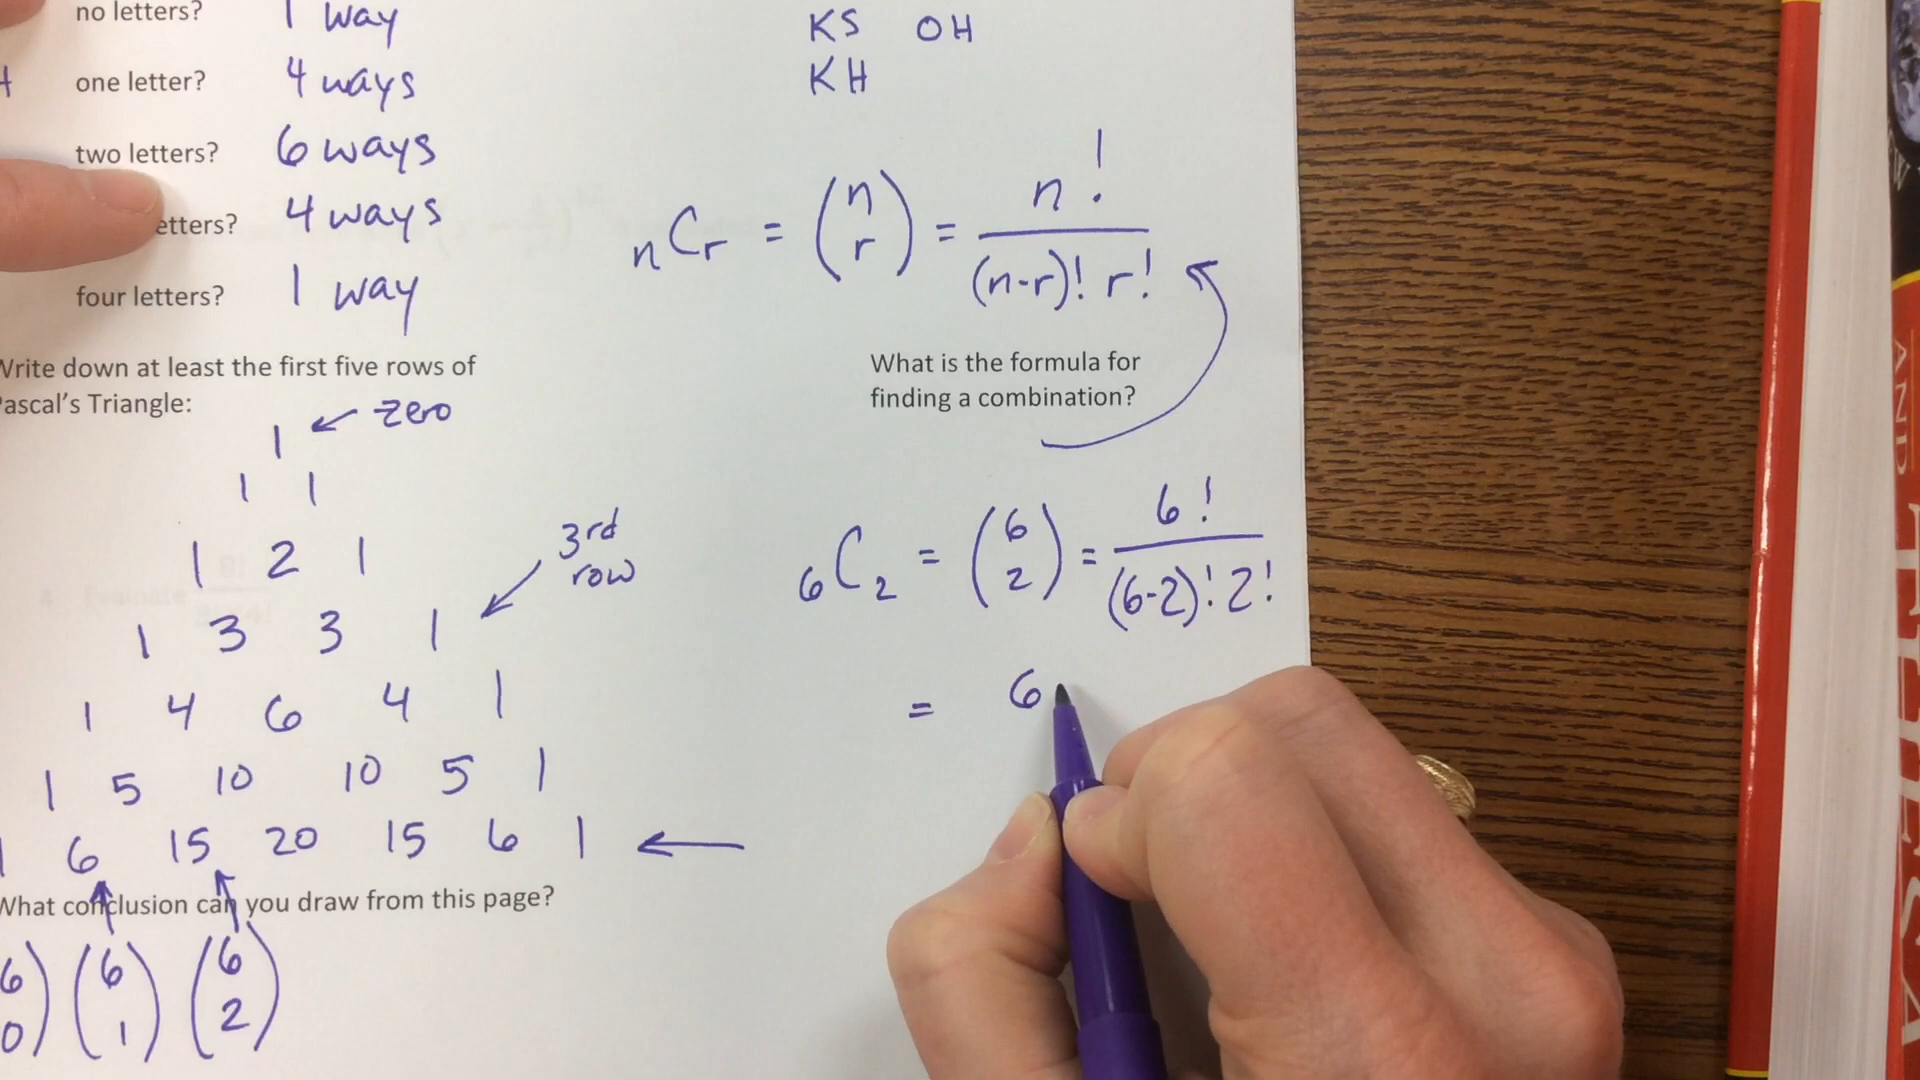 no letters? 1 way
KS OH
H one letter? 4 ways
KH
two letters? 6 ways
etters? 4 ways
four letters? 1 way
nCr = (n r) = n! / (n-r)! r!
What is the formula for
finding a combination?
Write down at least the first five rows of
Pascal's Triangle:
1 ← zero
1 1
1 2 1
3rd
row
1 3 3 1
1 4 6 4 1
1 5 10 10 5 1
1 6 15 20 15 6 1 ←
6C2 = (6 2) = 6! / (6-2)! 2!
= 6
What conclusion can you draw from this page?
(6 0) (6 1) (6 2)
AND